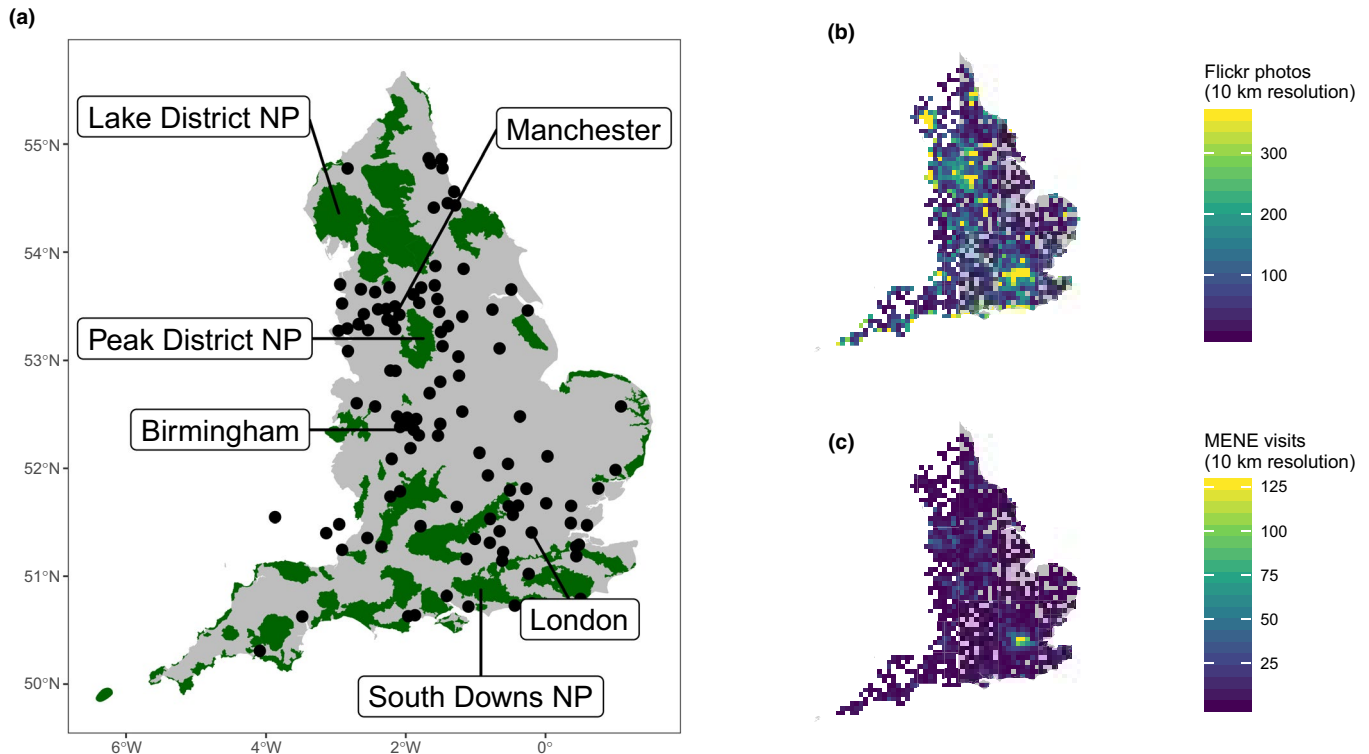 (a)
Lake District NP
Manchester
Peak District NP
Birmingham
London
South Downs NP
55°N
54°N
53°N
52°N
51°N
50°N
6°W
4°W
2°W
0°
(b)
Flickr photos
(10 km resolution)
300
200
100
(c)
MENE visits
(10 km resolution)
125
100
75
50
25